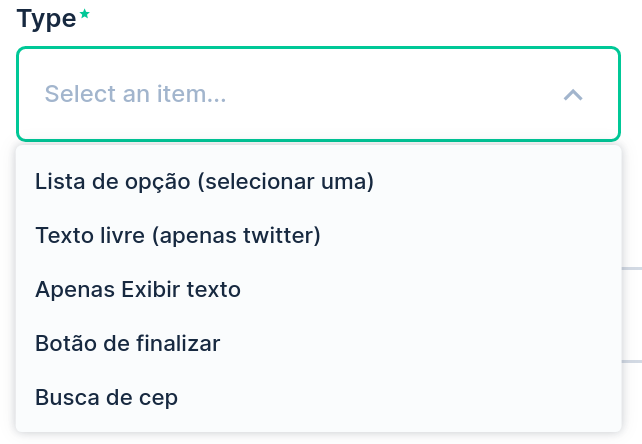 Type*
Select an item...
Lista de opção (selecionar uma)
Texto livre (apenas twitter)
Apenas Exibir texto
Botão de finalizar
Busca de cep